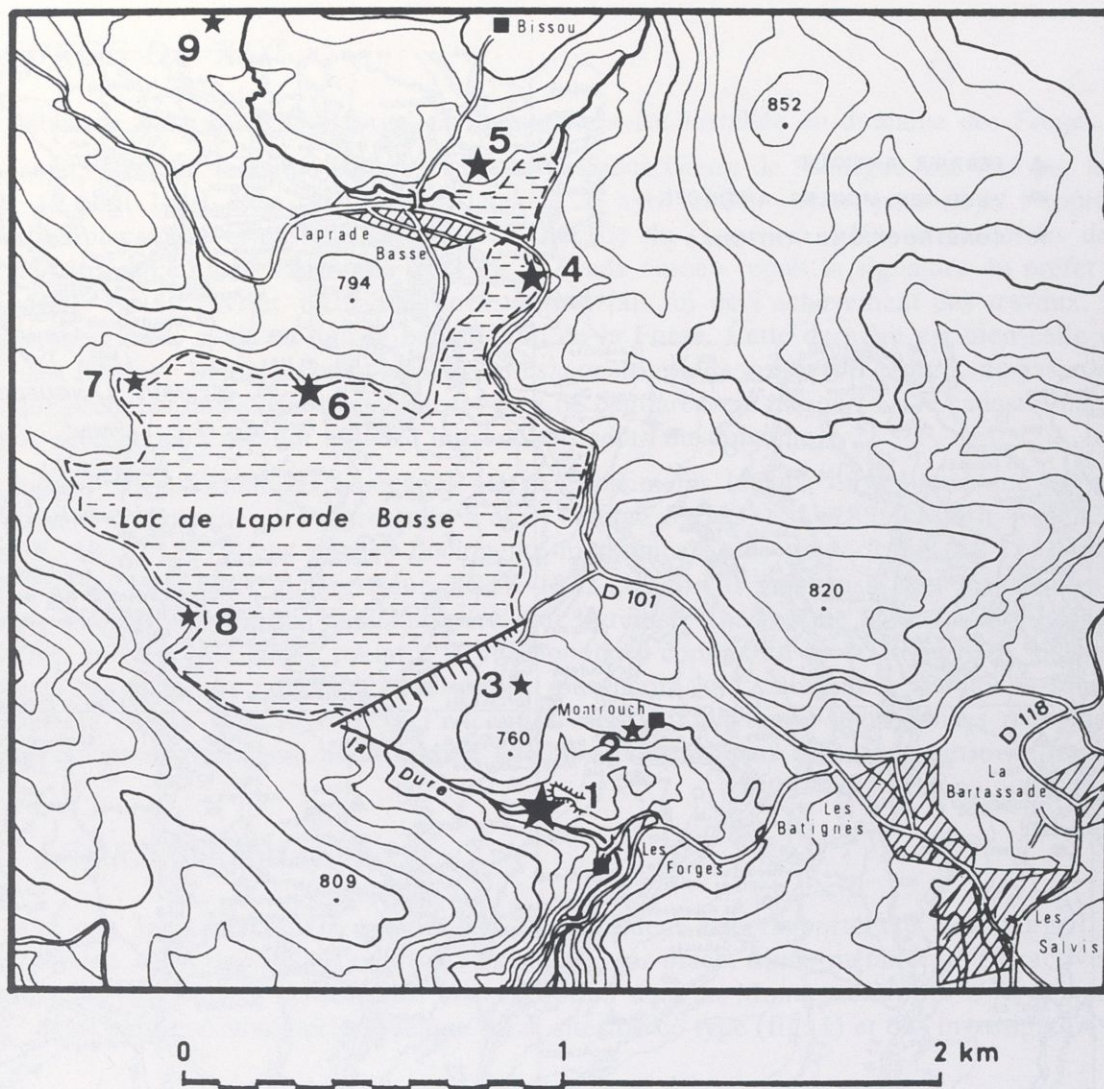 9
Bissou
852
5
Laprade
Basse
4
794
7
6
Lac de Laprade Basse
8
D 101
820
3
Montrouch
2
760
D 118
la
Dure
1
La
Bartassade
Les
Batignes
Les
Forges
809
Les
Salvis
0 1 2 km